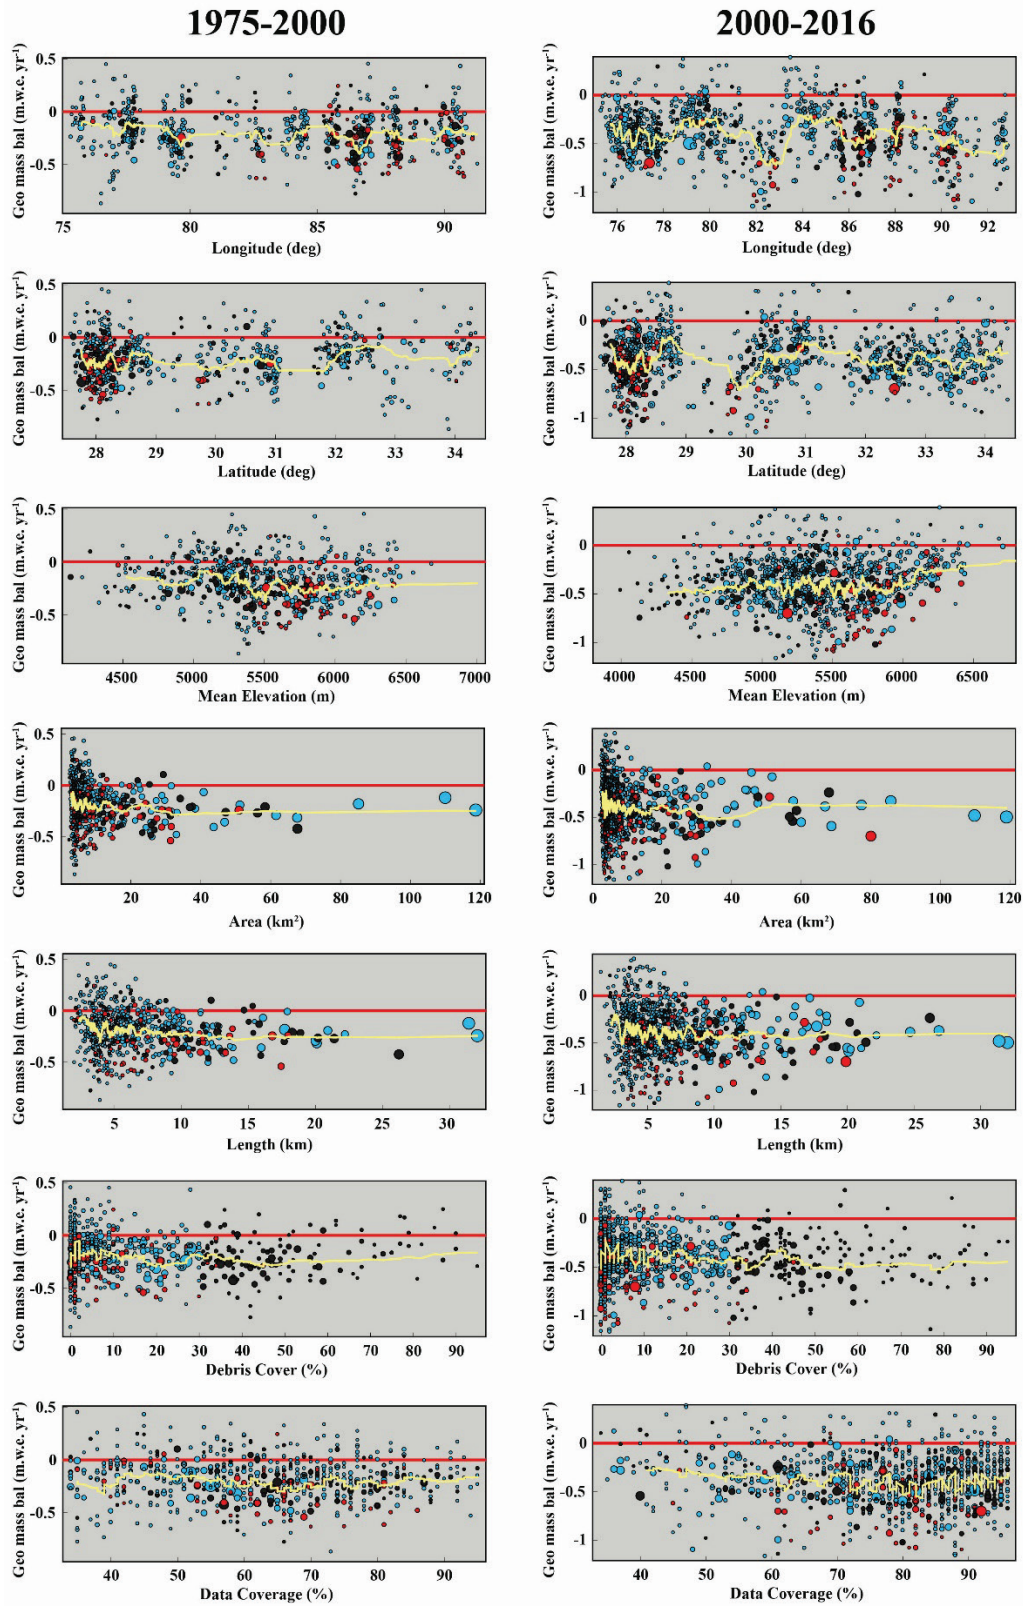 1975-2000 2000-2016
Geo mass bal (m.w.e. yr⁻¹) 0.5 0 -0.5 Geo mass bal (m.w.e. yr⁻¹) 0 -0.5 -1
75 80 85 90 76 78 80 82 84 86 88 90 92
Longitude (deg) Longitude (deg)
Geo mass bal (m.w.e. yr⁻¹) 0.5 0 -0.5 Geo mass bal (m.w.e. yr⁻¹) 0 -0.5 -1
28 29 30 31 32 33 34 28 29 30 31 32 33 34
Latitude (deg) Latitude (deg)
Geo mass bal (m.w.e. yr⁻¹) 0.5 0 -0.5 Geo mass bal (m.w.e. yr⁻¹) 0 -0.5 -1
4500 5000 5500 6000 6500 7000 4000 4500 5000 5500 6000 6500
Mean Elevation (m) Mean Elevation (m)
Geo mass bal (m.w.e. yr⁻¹) 0.5 0 -0.5 Geo mass bal (m.w.e. yr⁻¹) 0 -0.5 -1
20 40 60 80 100 120 0 20 40 60 80 100 120
Area (km²) Area (km²)
Geo mass bal (m.w.e. yr⁻¹) 0.5 0 -0.5 Geo mass bal (m.w.e. yr⁻¹) 0 -0.5 -1
5 10 15 20 25 30 5 10 15 20 25 30
Length (km) Length (km)
Geo mass bal (m.w.e. yr⁻¹) 0.5 0 -0.5 Geo mass bal (m.w.e. yr⁻¹) 0 -0.5 -1
0 10 20 30 40 50 60 70 80 90 0 10 20 30 40 50 60 70 80 90
Debris Cover (%) Debris Cover (%)
Geo mass bal (m.w.e. yr⁻¹) 0.5 0 -0.5 Geo mass bal (m.w.e. yr⁻¹) 0 -0.5 -1
40 50 60 70 80 90 40 50 60 70 80 90
Data Coverage (%) Data Coverage (%)